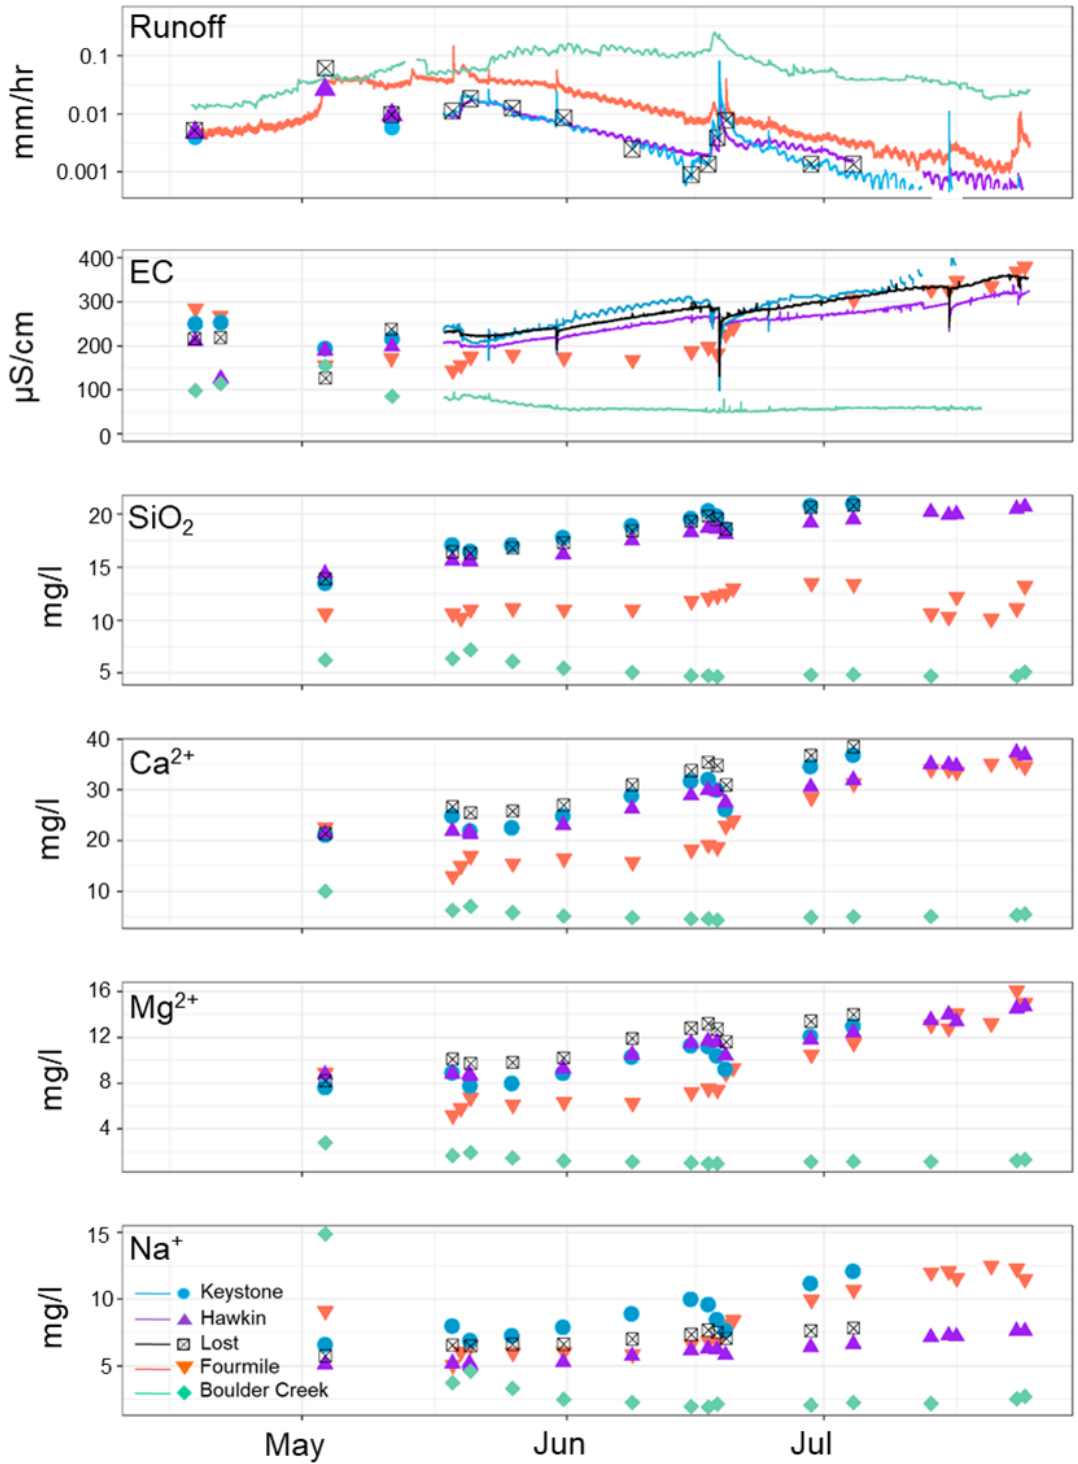 Runoff
mm/hr
0.1
0.01
0.001
EC
µS/cm
400
300
200
100
0
SiO₂
mg/l
20
15
10
5
Ca²⁺
mg/l
40
30
20
10
Mg²⁺
mg/l
16
12
8
4
Na⁺
mg/l
15
10
5
Keystone
Hawkin
Lost
Fourmile
Boulder Creek
May Jun Jul